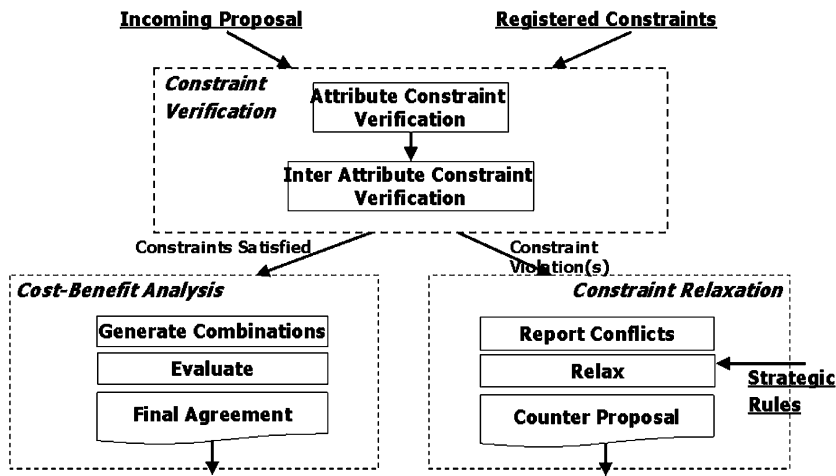 Incoming Proposal
Registered Constraints
Constraint
Verification
Attribute Constraint
Verification
Inter Attribute Constraint
Verification
Constraints Satisfied
Constraint
Violation(s)
Cost-Benefit Analysis
Generate Combinations
Evaluate
Final Agreement
Constraint Relaxation
Report Conflicts
Relax
Counter Proposal
Strategic
Rules